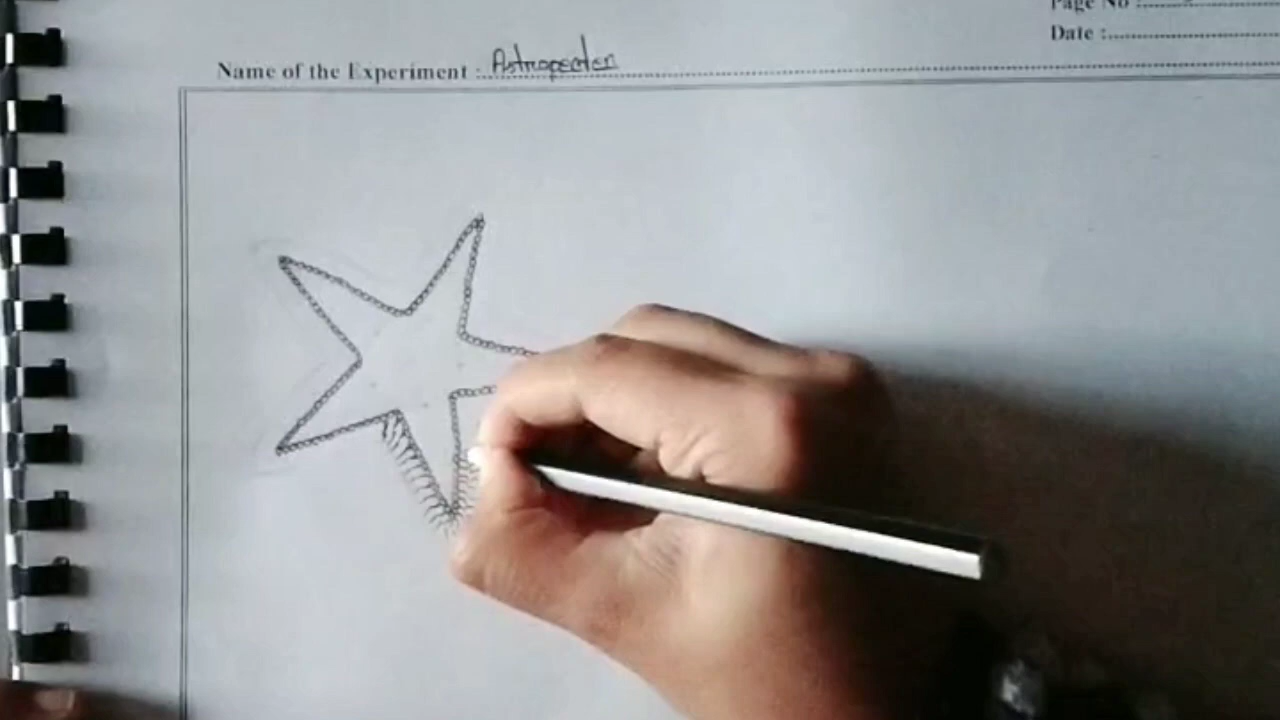 Page No :
Date :
Name of the Experiment : Astropecten